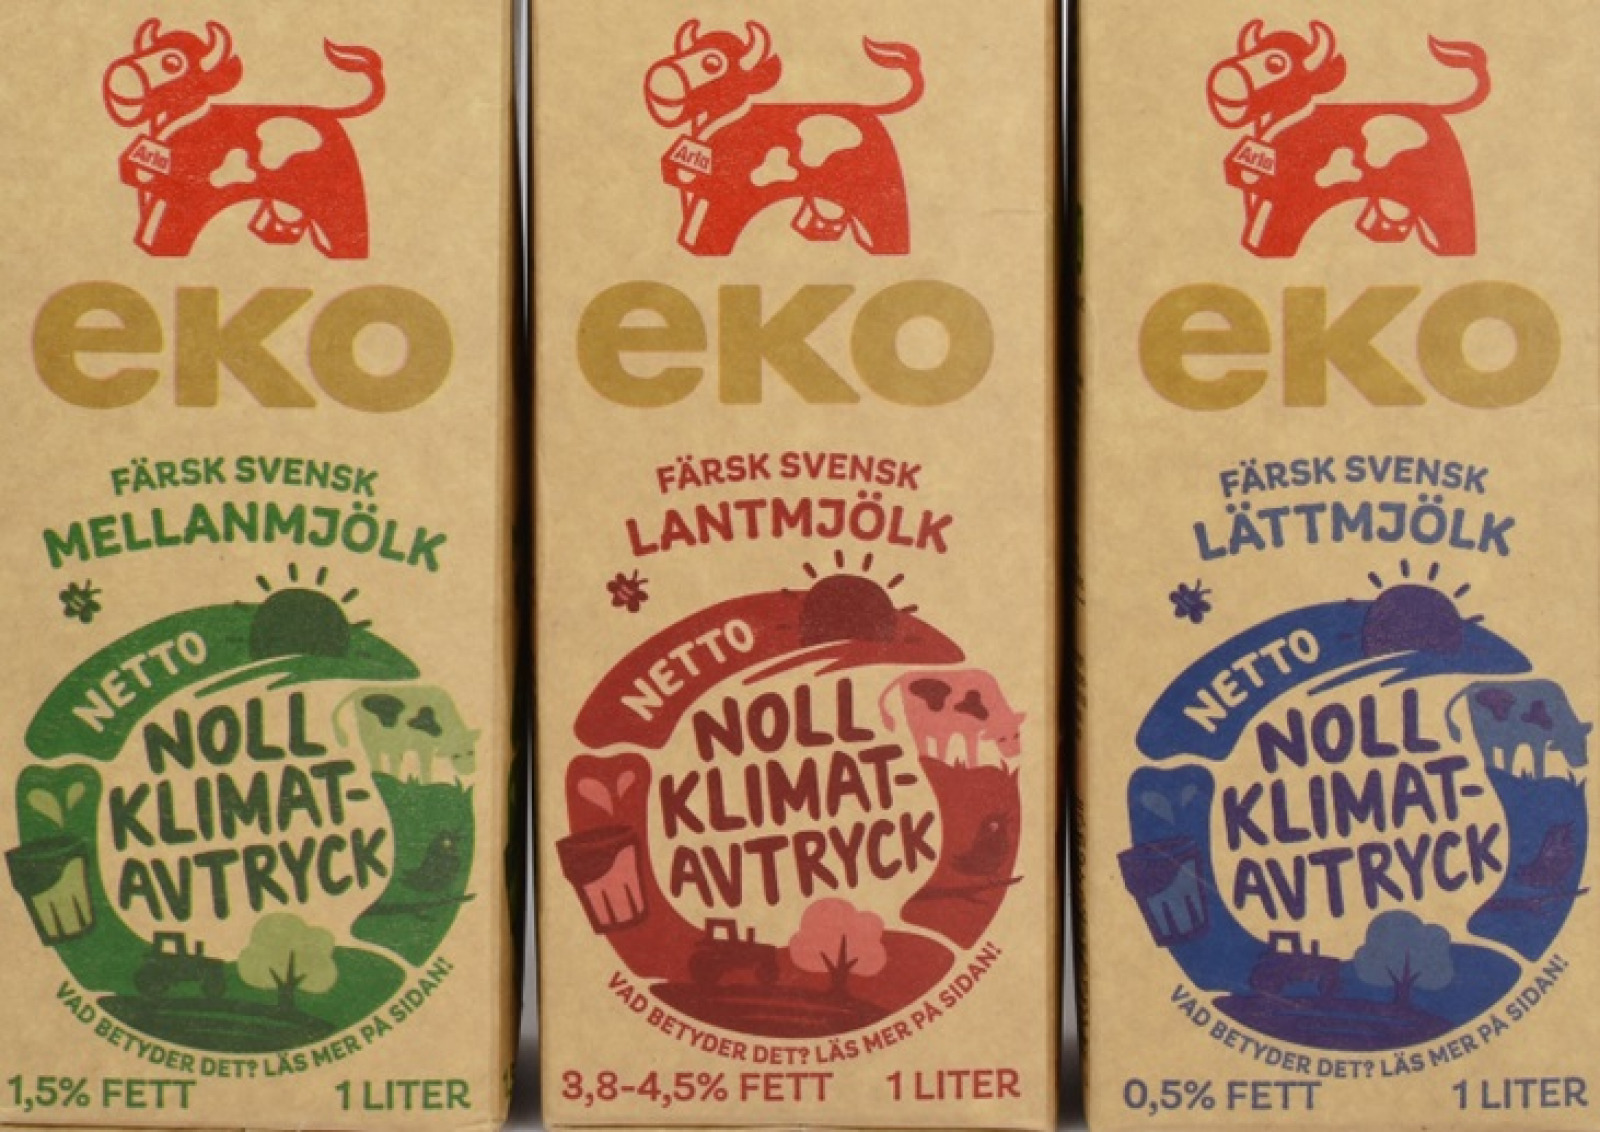 Arla
eko
FÄRSK SVENSK
MELLANMJÖLK
NETTO
NOLL
KLIMAT-
AVTRYCK
VAD BETYDER DET? LÄS MER PÅ SIDAN!
1,5% FETT
1 LITER
Arla
eko
FÄRSK SVENSK
LANTMJÖLK
NETTO
NOLL
KLIMAT-
AVTRYCK
VAD BETYDER DET? LÄS MER PÅ SIDAN!
3,8-4,5% FETT
1 LITER
Arla
eko
FÄRSK SVENSK
LÄTTMJÖLK
NETTO
NOLL
KLIMAT-
AVTRYCK
VAD BETYDER DET? LÄS MER PÅ SIDAN!
0,5% FETT
1 LITER